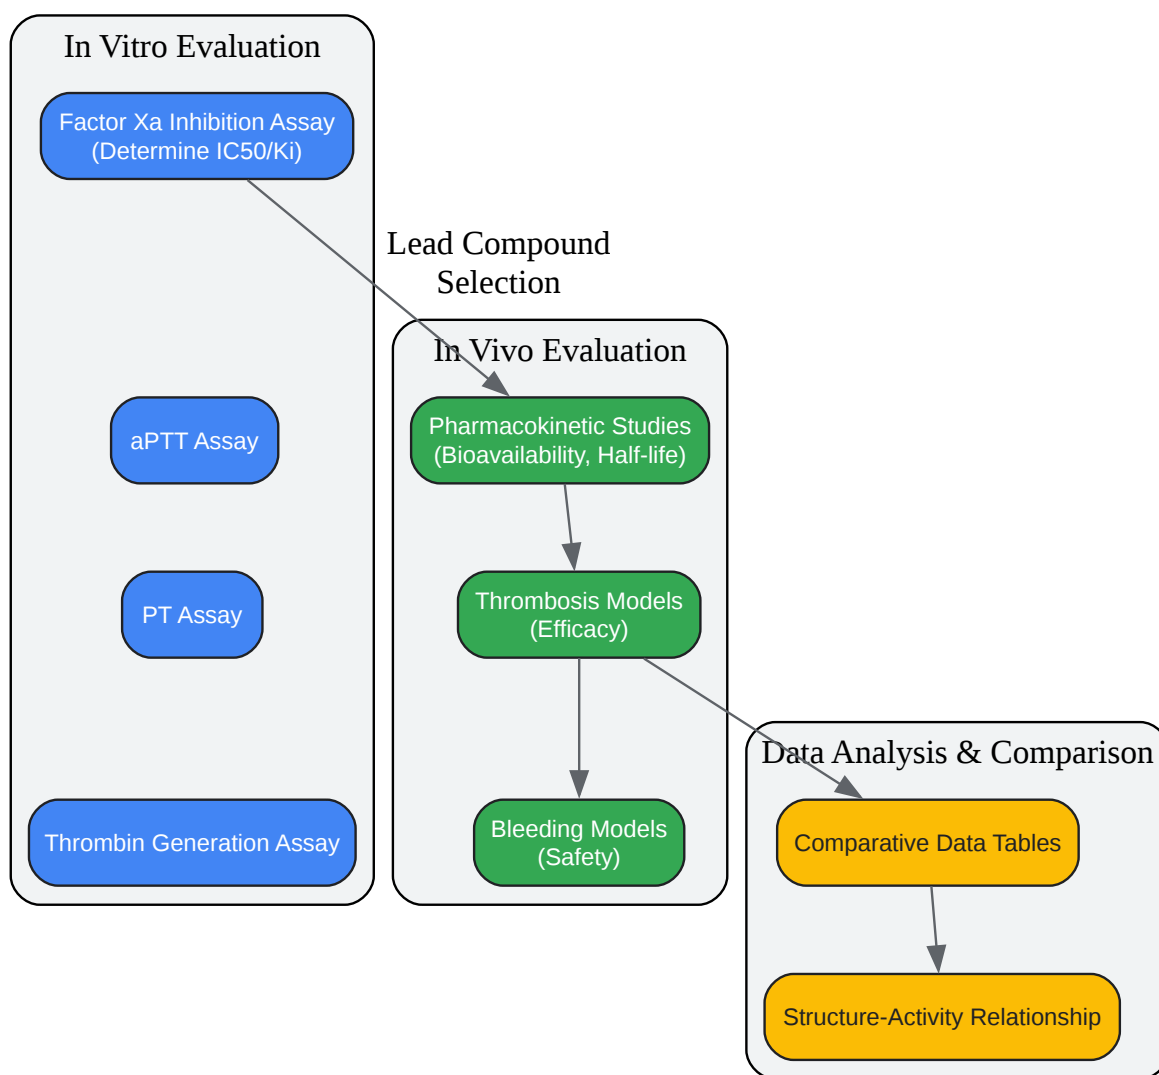 In Vitro Evaluation
Factor Xa Inhibition Assay
(Determine IC50/Ki)
aPTT Assay
PT Assay
Thrombin Generation Assay
Lead Compound
Selection
In Vivo Evaluation
Pharmacokinetic Studies
(Bioavailability, Half-life)
Thrombosis Models
(Efficacy)
Bleeding Models
(Safety)
Data Analysis & Comparison
Comparative Data Tables
Structure-Activity Relationship